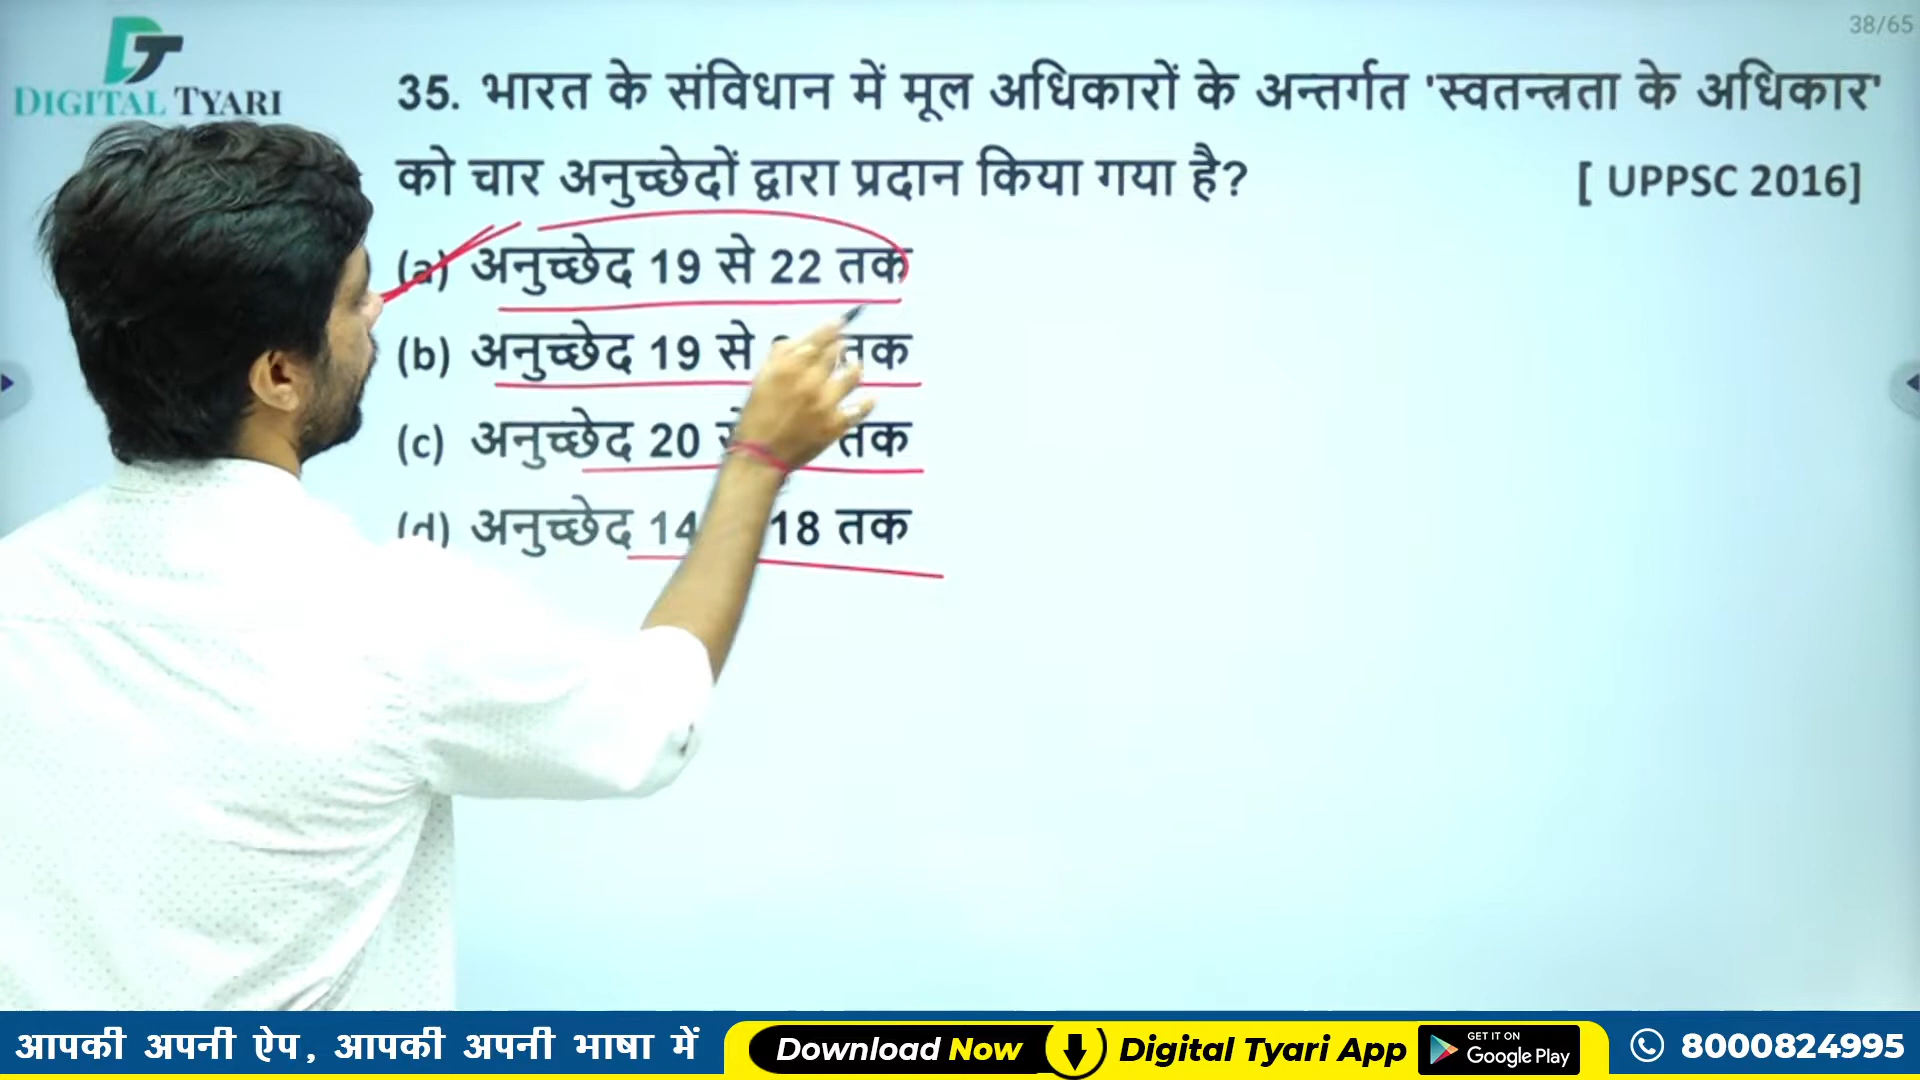 38/65
DIGITAL TYARI
35. भारत के संविधान में मूल अधिकारों के अन्तर्गत 'स्वतन्त्रता के अधिकार'
को चार अनुच्छेदों द्वारा प्रदान किया गया है? [ UPPSC 2016]
(a) अनुच्छेद 19 से 22 तक
(b) अनुच्छेद 19 से तक
(c) अनुच्छेद 20 तक
(d) अनुच्छेद 14 18 तक
आपकी अपनी ऐप, आपकी अपनी भाषा में
Download Now
Digital Tyari App
GET IT ON
Google Play
8000824995